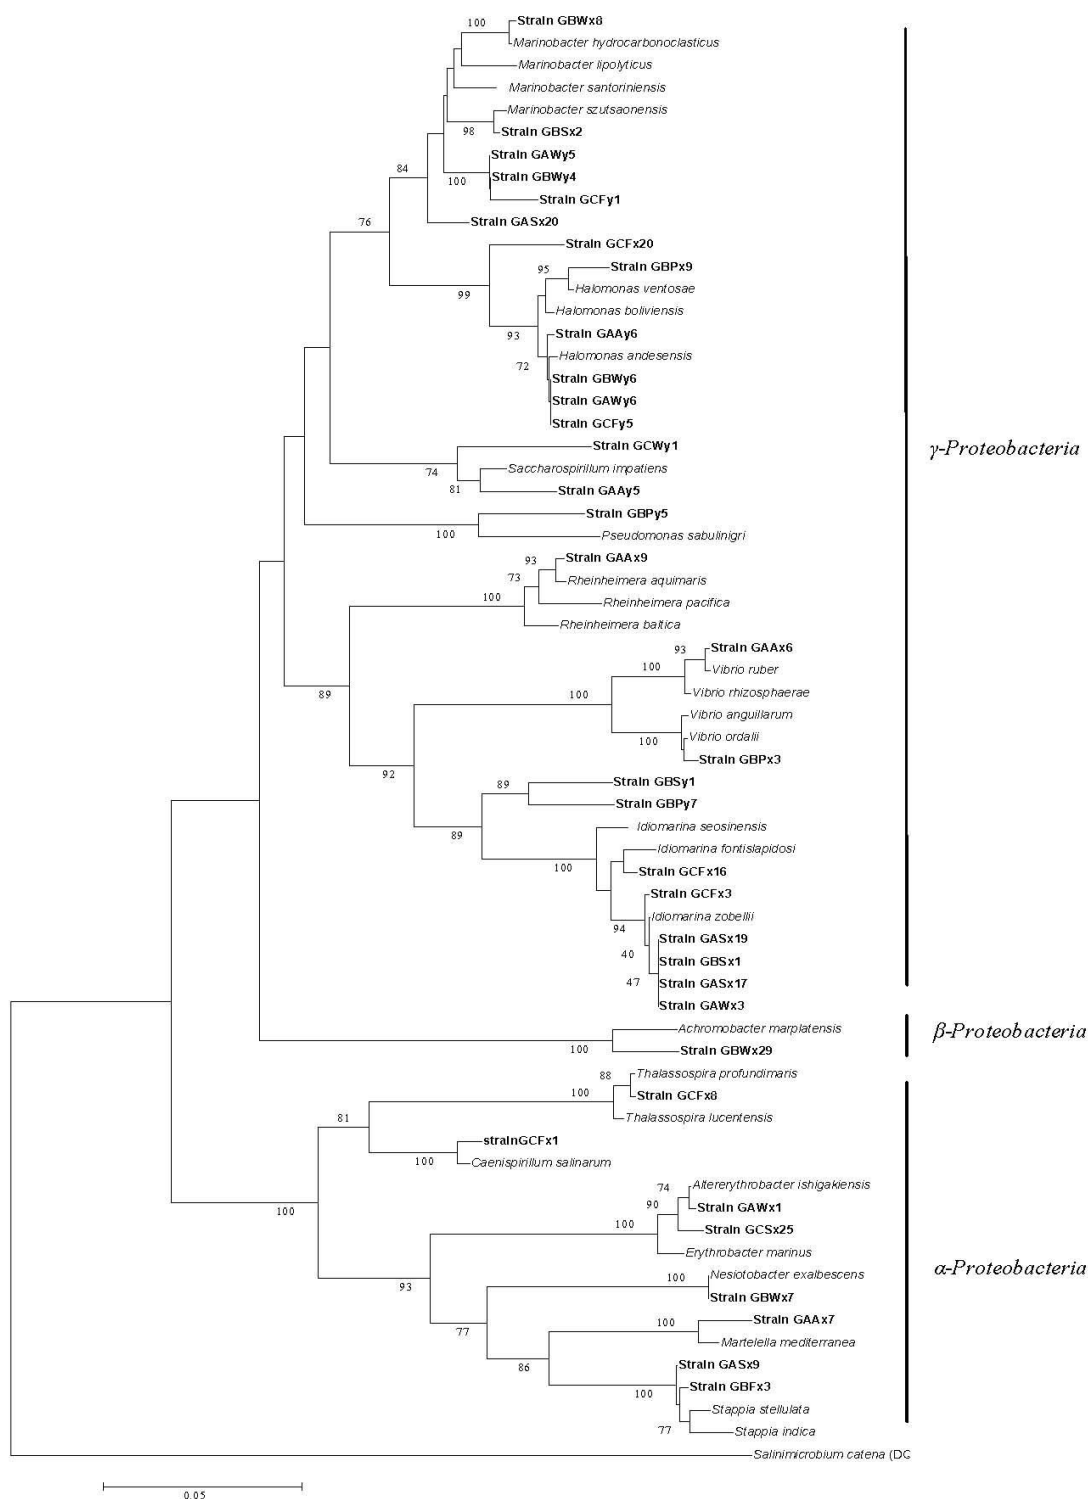 Strain GBWx8
100
Marinobacter hydrocarbonoclasticus
Marinobacter lipolyticus
Marinobacter santoriniensis
Marinobacter szutsaonensis
98
Strain GBSx2
Strain GAWy5
84
100
Strain GBWy4
Strain GCFy1
76
Strain GASx20
Strain GCFx20
95
Strain GBPx9
99
Halomonas ventosae
Halomonas boliviensis
93
Strain GAAy6
Halomonas andesensis
72
Strain GBWy6
Strain GAWy6
Strain GCFy5
Strain GCWy1
γ-Proteobacteria
74
Saccharospirillum impatiens
81
Strain GAAy5
Strain GBPy5
100
Pseudomonas sabulinigri
93
Strain GAAx9
73
Rheinheimera aquimaris
100
Rheinheimera pacifica
Rheinheimera baltica
93
Strain GAAx6
100
Vibrio ruber
89
100
Vibrio rhizosphaerae
Vibrio anguillarum
100
Vibrio ordalii
Strain GBPx3
92
89
Strain GBSy1
Strain GBPy7
89
Idiomarina seosinensis
Idiomarina fontislapidosi
100
Strain GCFx16
Strain GCFx3
94
Idiomarina zobellii
Strain GASx19
40
Strain GBSx1
47
Strain GASx17
Strain GAWx3
Achromobacter marplatensis
β-Proteobacteria
100
Strain GBWx29
88
Thalassospira profundimaris
100
Strain GCFx8
81
Thalassospira lucentensis
strainGCFx1
100
Caenispirillum salinarum
74
Altererythrobacter ishigakiensis
90
Strain GAWx1
100
100
Strain GCSx25
Erythrobacter marinus
α-Proteobacteria
93
100
Nesiotobacter exalbescens
Strain GBWx7
77
100
Strain GAAx7
Martelella mediterranea
86
Strain GASx9
100
Strain GBFx3
Stappia stellulata
77
Stappia indica
Salinimicrobium catena (DC
0.05